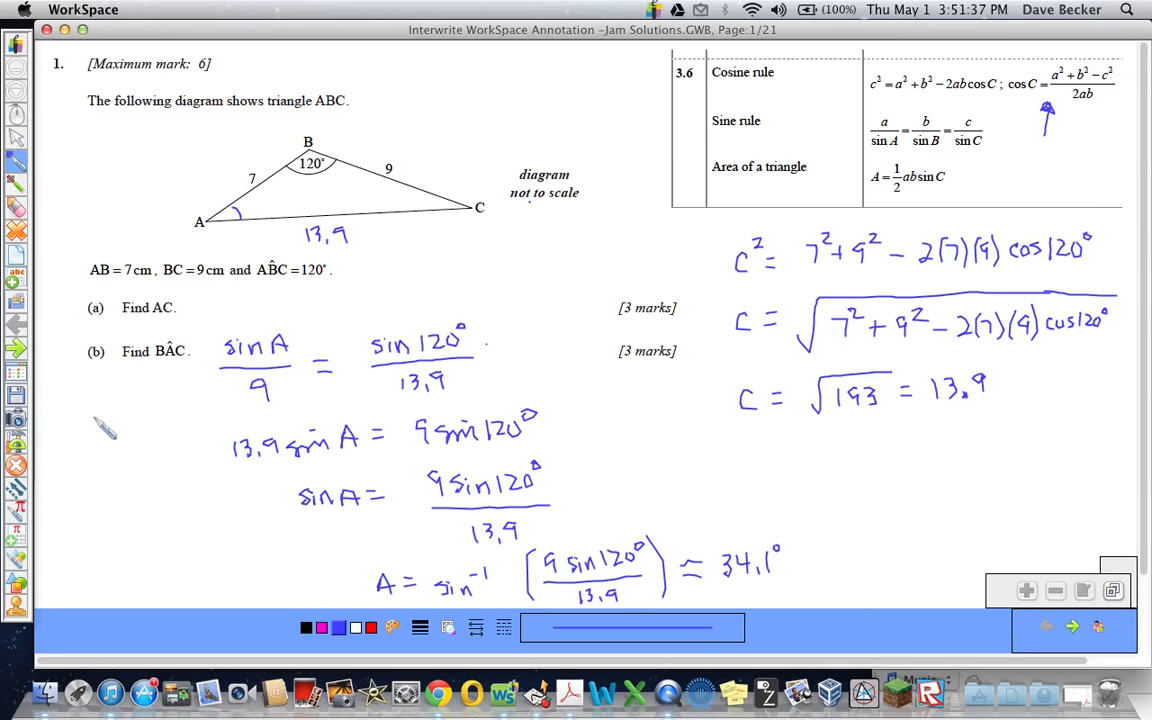 WorkSpace
(100%) Thu May 1 3:51:37 PM Dave Becker
Interwrite WorkSpace Annotation -Jam Solutions.GWB, Page:1/21
1. [Maximum mark: 6]
The following diagram shows triangle ABC.
B
120°
7
9
A
C
13.9
diagram
not to scale
AB = 7 cm, BC = 9 cm and AB̂C = 120°.
(a) Find AC. [3 marks]
(b) Find BÂC. [3 marks]
3.6 Cosine rule c² = a² + b² − 2ab cos C ; cos C = (a² + b² − c²)/2ab
Sine rule a/sin A = b/sin B = c/sin C
Area of a triangle A = 1/2 ab sin C
c² = 7² + 9² − 2(7)(9) cos 120°
c = √(7² + 9² − 2(7)(9) cos 120°)
c = √193 = 13.9
sin A/9 = sin 120°/13.9
13.9 sin A = 9 sin 120°
sin A = 9 sin 120°/13.9
A = sin⁻¹ (9 sin 120°/13.9) ≈ 34.1°